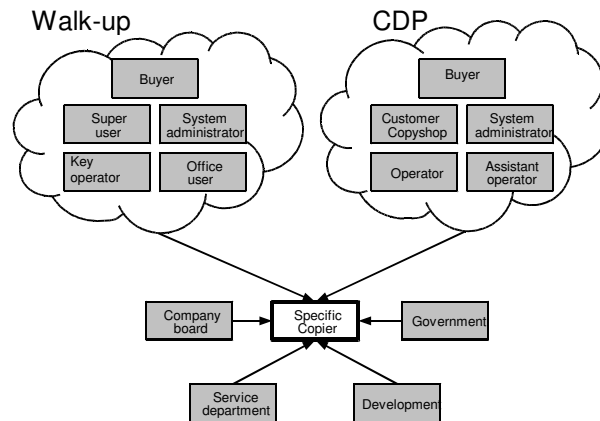 Walk-up
CDP
Buyer
Super
user
System
administrator
Key
operator
Office
user
Buyer
Customer
Copyshop
System
administrator
Operator
Assistant
operator
Company
board
Specific
Copier
Government
Service
department
Development